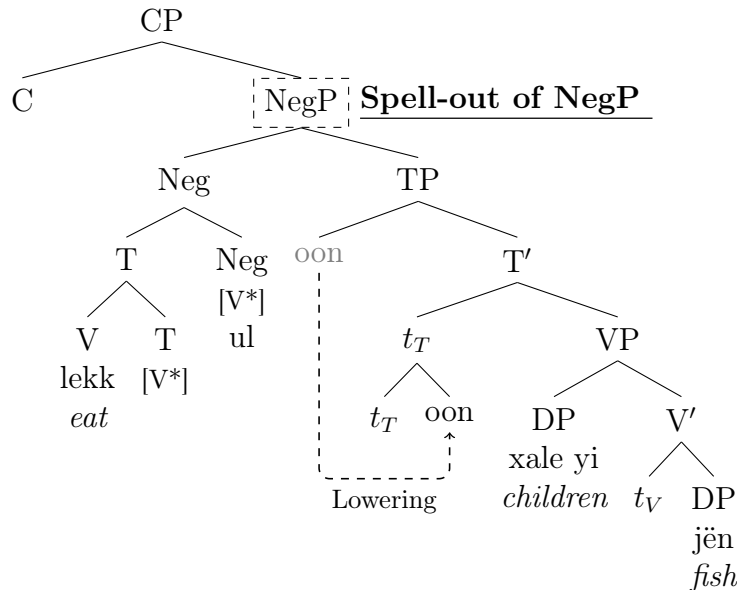 CP
C
NegP Spell-out of NegP
Neg TP
T Neg oon T′
[V*]
V T ul t_T VP
lekk [V*]
eat t_T oon DP V′
xale yi
Lowering children t_V DP
jën
fish